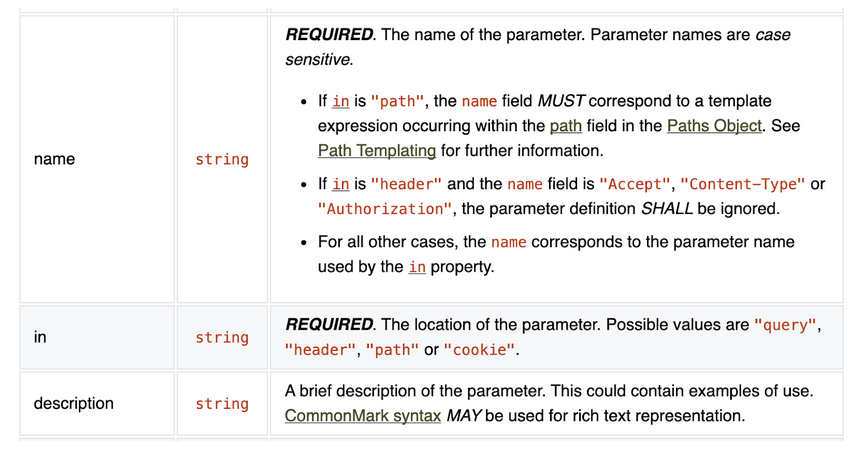 REQUIRED. The name of the parameter. Parameter names are case
sensitive.
• If in is "path", the name field MUST correspond to a template
expression occurring within the path field in the Paths Object. See
Path Templating for further information.
name
string
• If in is "header" and the name field is "Accept", "Content-Type" or
"Authorization", the parameter definition SHALL be ignored.
• For all other cases, the name corresponds to the parameter name
used by the in property.
in
string
REQUIRED. The location of the parameter. Possible values are "query",
"header", "path" or "cookie".
description
string
A brief description of the parameter. This could contain examples of use.
CommonMark syntax MAY be used for rich text representation.